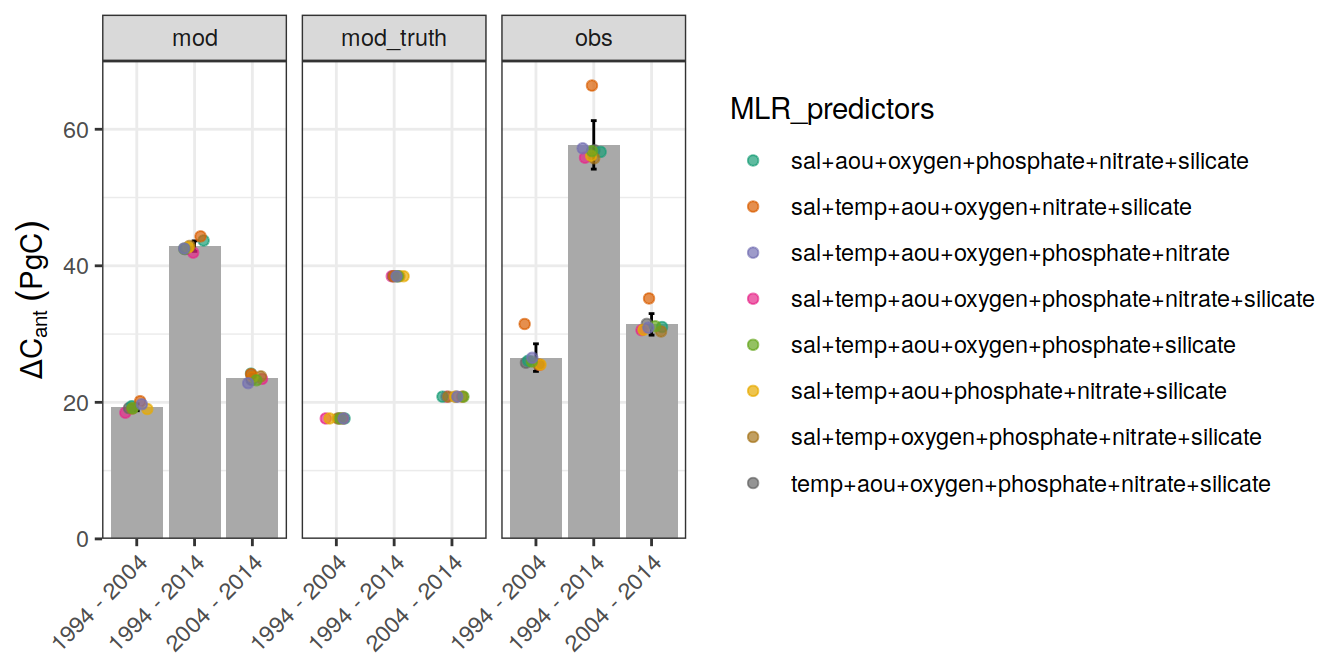 mod
mod_truth
obs
ΔCant (PgC)
60
40
20
0
1994 - 2004
1994 - 2014
2004 - 2014
1994 - 2004
1994 - 2014
2004 - 2014
1994 - 2004
1994 - 2014
2004 - 2014
MLR_predictors
sal+aou+oxygen+phosphate+nitrate+silicate
sal+temp+aou+oxygen+nitrate+silicate
sal+temp+aou+oxygen+phosphate+nitrate
sal+temp+aou+oxygen+phosphate+nitrate+silicate
sal+temp+aou+oxygen+phosphate+silicate
sal+temp+aou+phosphate+nitrate+silicate
sal+temp+oxygen+phosphate+nitrate+silicate
temp+aou+oxygen+phosphate+nitrate+silicate